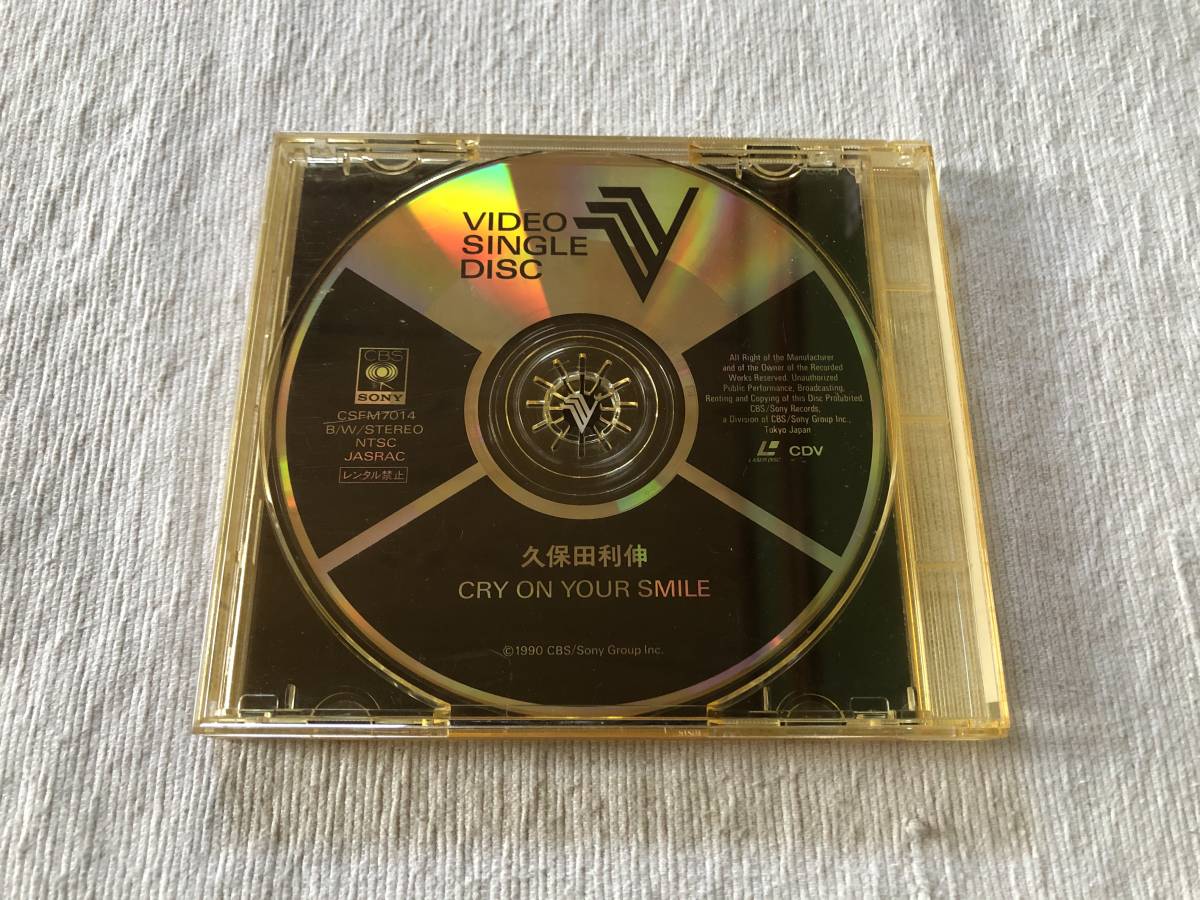 VIDEO
SINGLE
DISC
CBS
SONY
CSFM7014
B/W/STEREO
NTSC
JASRAC
レンタル禁止
All Right of the Manufacturer
and of the Owner of the Recorded
Works Reserved. Unauthorized
Public Performance, Broadcasting,
Renting and Copying of this Disc Prohibited.
CBS/Sony Records,
a Division of CBS/Sony Group Inc.,
Tokyo Japan
LASER DISC
CDV
久保田利伸
CRY ON YOUR SMILE
©1990 CBS/Sony Group Inc.